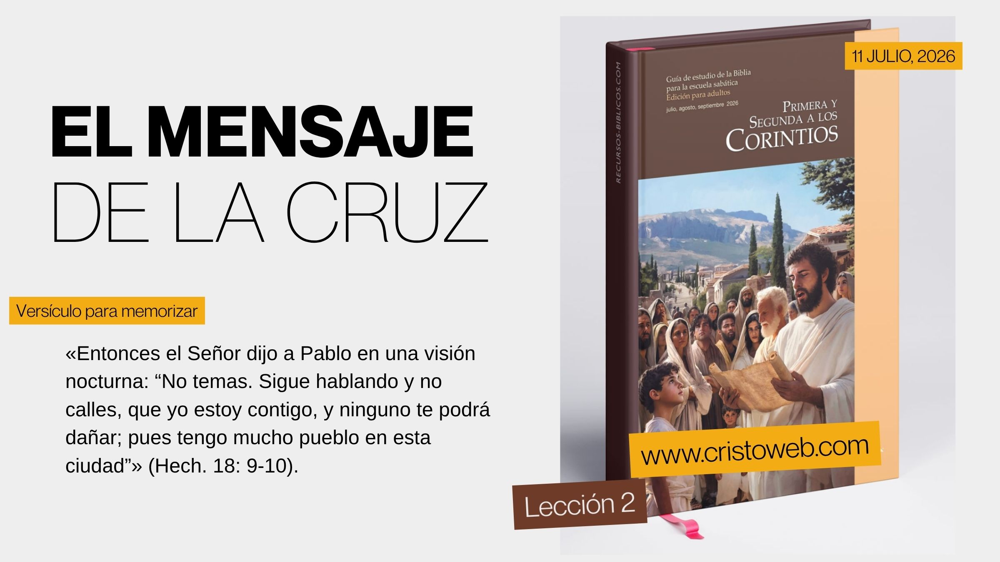 11 JULIO, 2026
EL MENSAJE
DE LA CRUZ
Versículo para memorizar
«Entonces el Señor dijo a Pablo en una visión
nocturna: “No temas. Sigue hablando y no
calles, que yo estoy contigo, y ninguno te podrá
dañar; pues tengo mucho pueblo en esta
ciudad”» (Hech. 18: 9-10).
RECURSOS-BIBLICOS.COM
Guía de estudio de la Biblia
para la escuela sabática
Edición para adultos
julio, agosto, septiembre 2026
PRIMERA Y
SEGUNDA A LOS
CORINTIOS
www.cristoweb.com
Lección 2